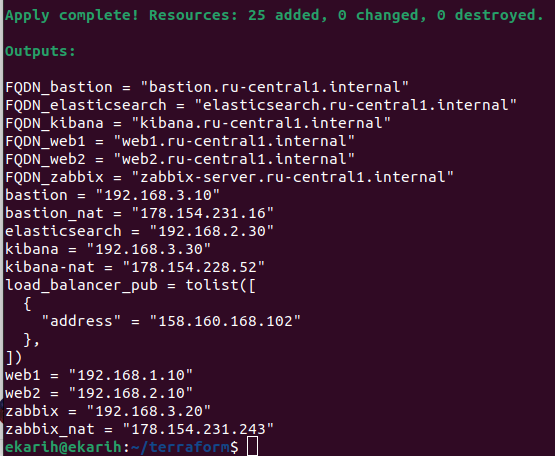 Apply complete! Resources: 25 added, 0 changed, 0 destroyed.
Outputs:
FQDN_bastion = "bastion.ru-central1.internal"
FQDN_elasticsearch = "elasticsearch.ru-central1.internal"
FQDN_kibana = "kibana.ru-central1.internal"
FQDN_web1 = "web1.ru-central1.internal"
FQDN_web2 = "web2.ru-central1.internal"
FQDN_zabbix = "zabbix-server.ru-central1.internal"
bastion = "192.168.3.10"
bastion_nat = "178.154.231.16"
elasticsearch = "192.168.2.30"
kibana = "192.168.3.30"
kibana-nat = "178.154.228.52"
load_balancer_pub = tolist([
  {
    "address" = "158.160.168.102"
  },
])
web1 = "192.168.1.10"
web2 = "192.168.2.10"
zabbix = "192.168.3.20"
zabbix_nat = "178.154.231.243"
ekarih@ekarih:~/terraform$